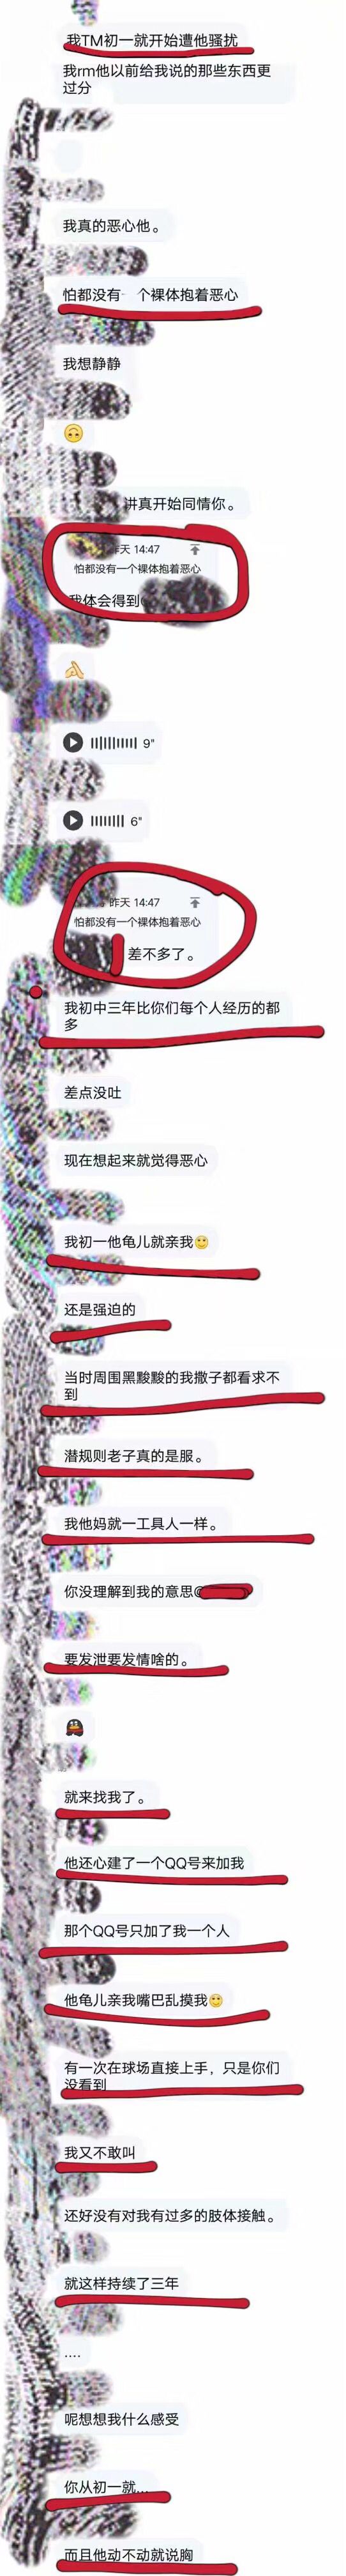 我TM初一就开始遭他骚扰
我rm他以前给我说的那些东西更
过分
我真的恶心他。
怕都没有 个裸体抱着恶心
我想静静
讲真开始同情你。
昨天 14:47
怕都没有一个裸体抱着恶心
我体会得到
9"
6"
昨天 14:47
怕都没有一个裸体抱着恶心
差不多了。
我初中三年比你们每个人经历的都
多
差点没吐
现在想起来就觉得恶心
我初一他龟儿就亲我🙂
还是强迫的
当时周围黑黢黢的我撒子都看求不
到
潜规则老子真的是服。
我他妈就一工具人一样。
你没理解到我的意思@
要发泄要发情啥的。
就来找我了。
他还心建了一个QQ号来加我
那个QQ号只加了我一个人
他龟儿亲我嘴巴乱摸我🙂
有一次在球场直接上手，只是你们
没看到
我又不敢叫
还好没有对我有过多的肢体接触。
就这样持续了三年
....
呢想想我什么感受
你从初一就...
而且他动不动就说胸